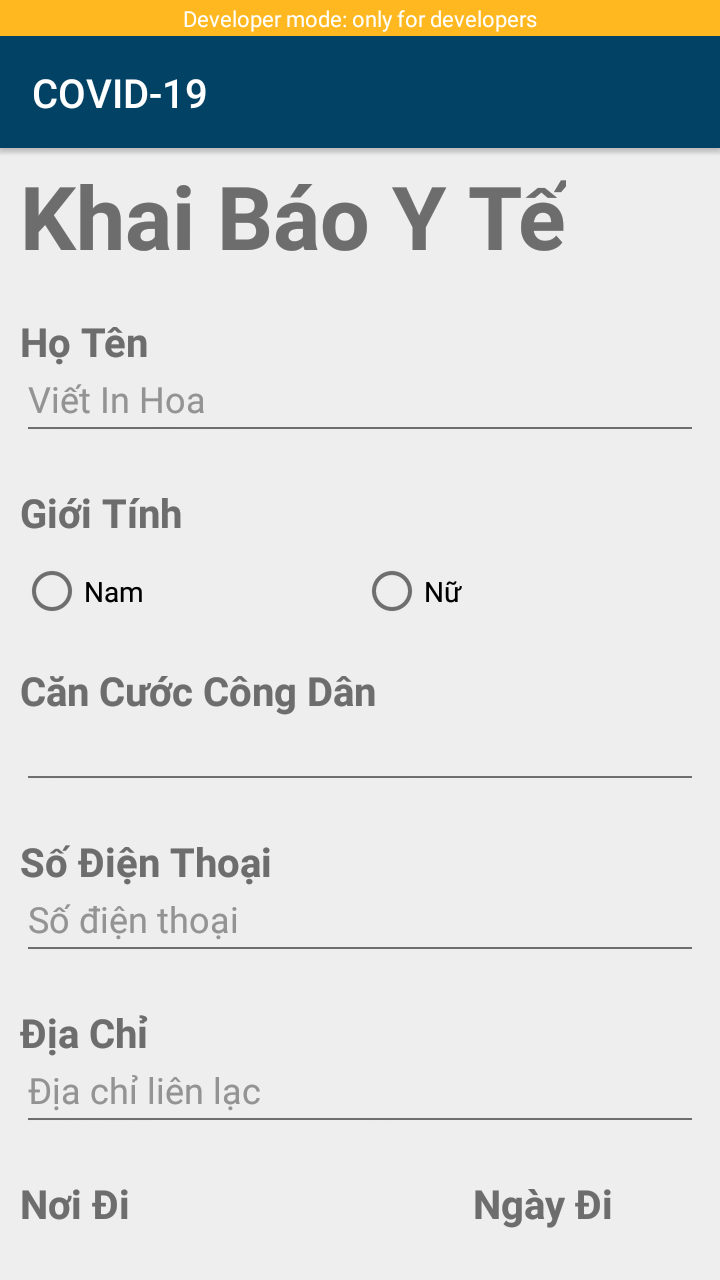 Developer mode: only for developers
COVID-19
Khai Báo Y Tế
Họ Tên
Viết In Hoa
Giới Tính
Nam Nữ
Căn Cước Công Dân
Số Điện Thoại
Số điện thoại
Địa Chỉ
Địa chỉ liên lạc
Nơi Đi Ngày Đi